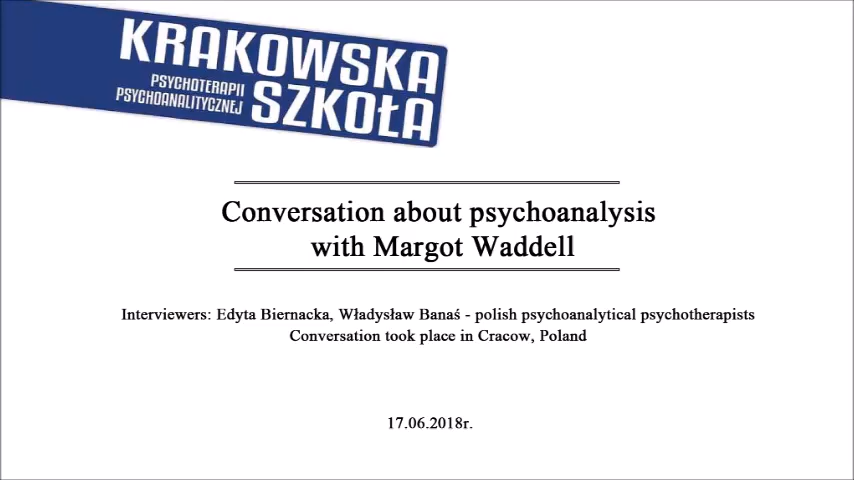 KRAKOWSKA
PSYCHOTERAPII
PSYCHOANALITYCZNEJ
SZKOŁA
Conversation about psychoanalysis
with Margot Waddell
Interviewers: Edyta Biernacka, Władysław Banaś - polish psychoanalytical psychotherapists
Conversation took place in Cracow, Poland
17.06.2018r.